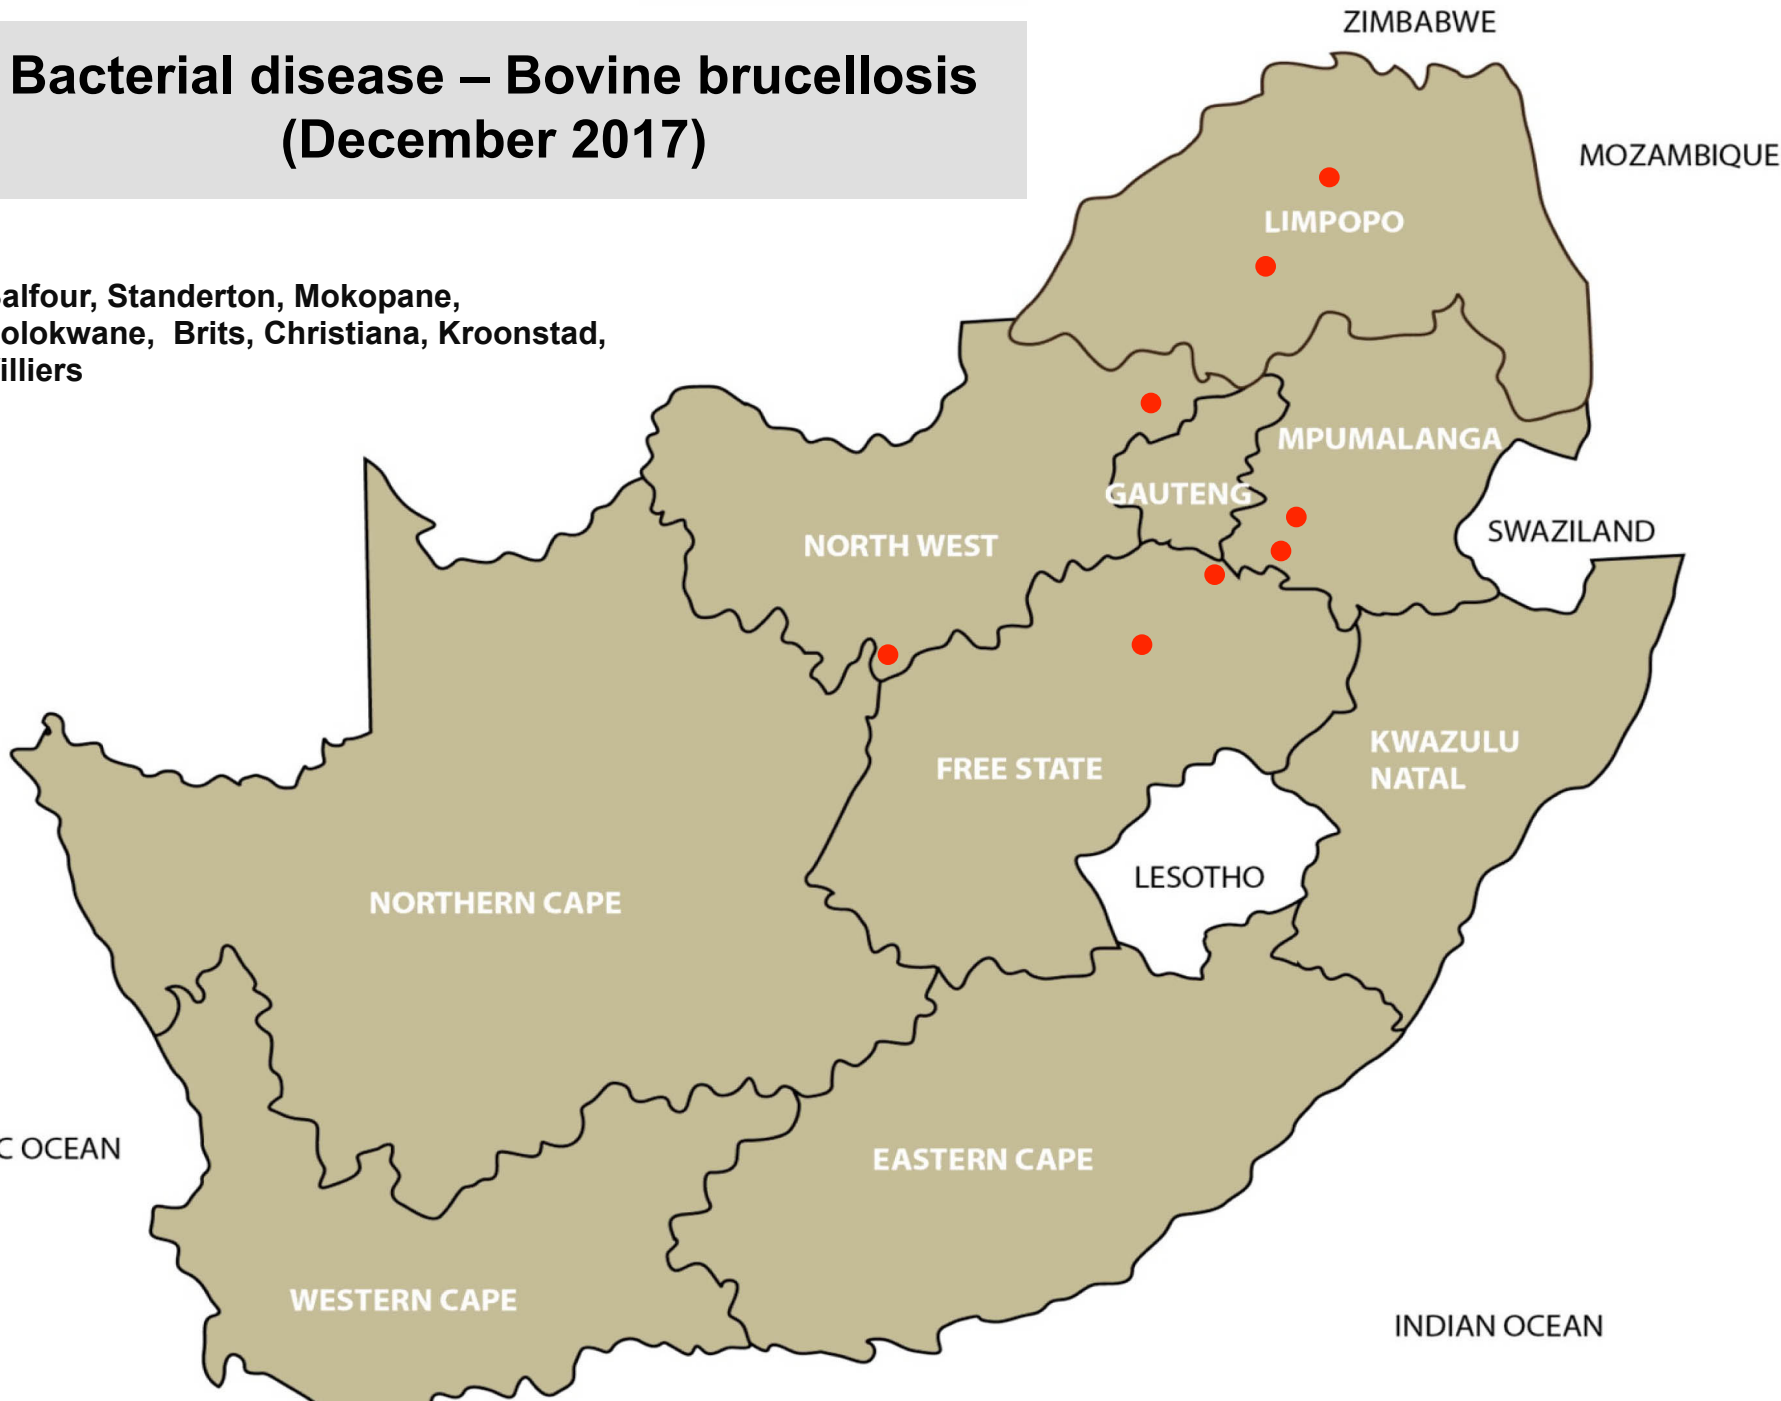 Bacterial disease – Bovine brucellosis
(December 2017)
ZIMBABWE
MOZAMBIQUE
LIMPOPO
alfour, Standerton, Mokopane,
olokwane, Brits, Christiana, Kroonstad,
illiers
MPUMALANGA
GAUTENG
SWAZILAND
NORTH WEST
KWAZULU
NATAL
FREE STATE
LESOTHO
NORTHERN CAPE
C OCEAN
EASTERN CAPE
WESTERN CAPE
INDIAN OCEAN